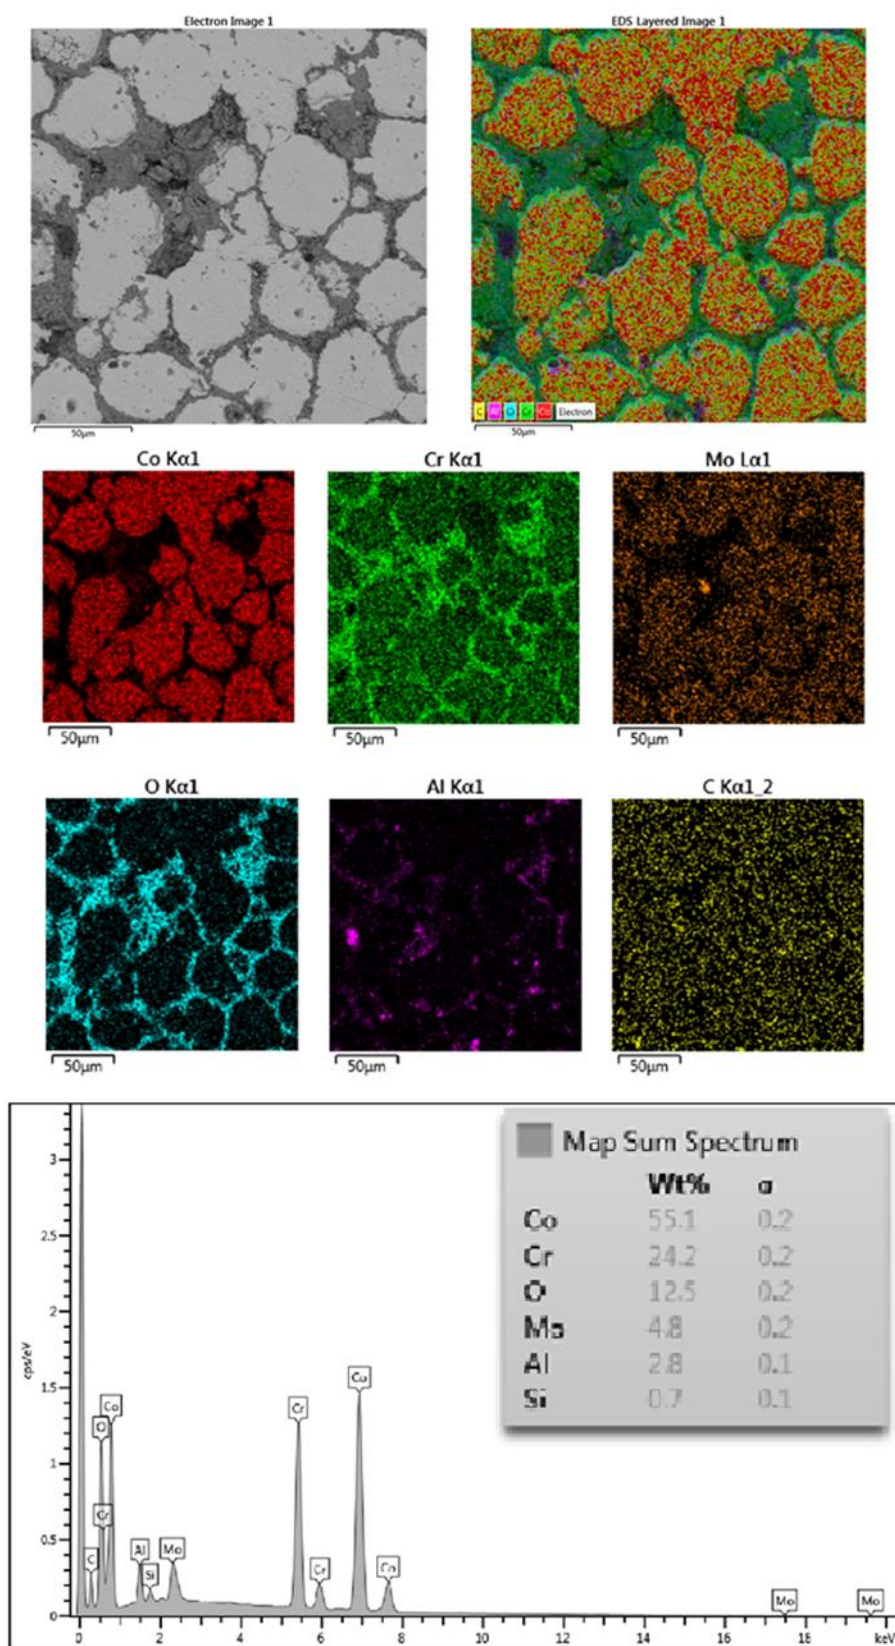 Electron Image 1
EDS Layered Image 1
50µm
C Al O Cr Co Electron
50µm
Co Kα1
Cr Kα1
Mo Lα1
50µm
50µm
50µm
O Kα1
Al Kα1
C Kα1_2
50µm
50µm
50µm
Map Sum Spectrum
Wt% σ
Co 55.1 0.2
Cr 24.2 0.2
O 12.5 0.2
Mo 4.8 0.2
Al 2.8 0.1
Si 0.7 0.1
cps/eV
3
2.5
2
1.5
1
0.5
0
C
O
Cr
Co
Al
Si
Mo
Cr
Cr
Co
Co
Mo
Mo
0 2 4 6 8 10 12 14 16 18 keV